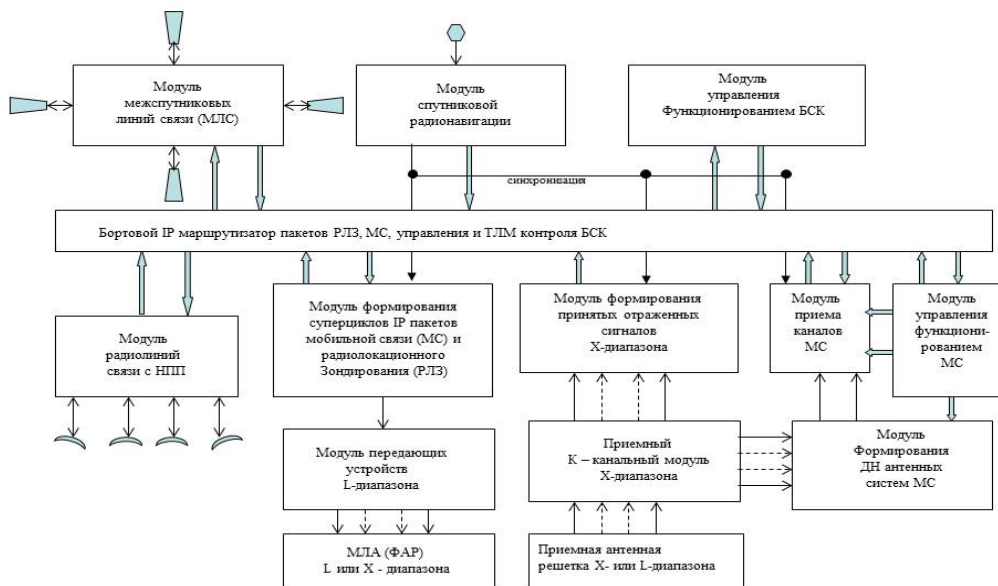 Модуль
межспутниковых
линий связи (МЛС)
Модуль
спутниковой
радионавигации
Модуль
управления
Функционированием БСК
синхронизация
Бортовой IP маршрутизатор пакетов РЛЗ, МС, управления и ТЛМ контроля БСК
Модуль
радиолиний
связи с НПП
Модуль формирования
суперциклов IP пакетов
мобильной связи (МС) и
радиолокационного
Зондирования (РЛЗ)
Модуль формирования
принятых отраженных
сигналов
X-диапазона
Модуль
приема
каналов
МС
Модуль
управления
функциони-
рованием МС
Модуль передающих
устройств
L-диапазона
Приемный
К – канальный модуль
X-диапазона
Модуль
Формирования
ДН антенных
систем МС
МЛА (ФАР)
L или X - диапазона
Приемная антенная
решетка X- или L-диапазона